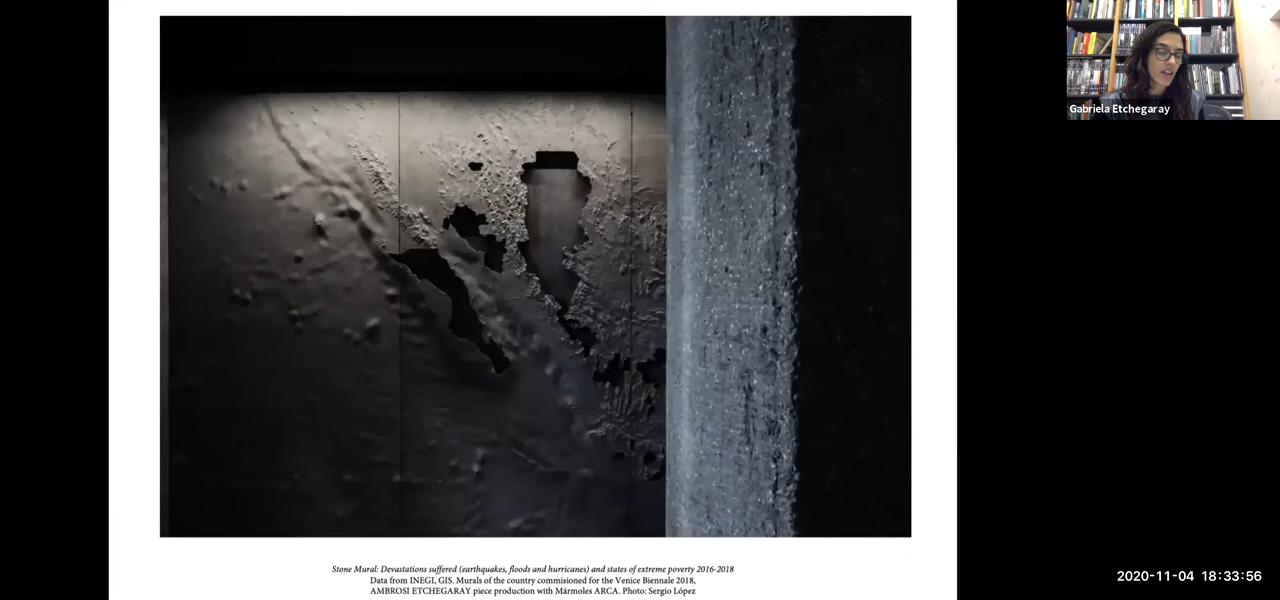 Gabriela Etchegaray
Stone Mural: Devastations suffered (earthquakes, floods and hurricanes) and states of extreme poverty 2016-2018
Data from INEGI, GIS. Murals of the country commisioned for the Venice Biennale 2018,
AMBROSI ETCHEGARAY piece production with Mármoles ARCA. Photo: Sergio López
2020-11-04 18:33:56